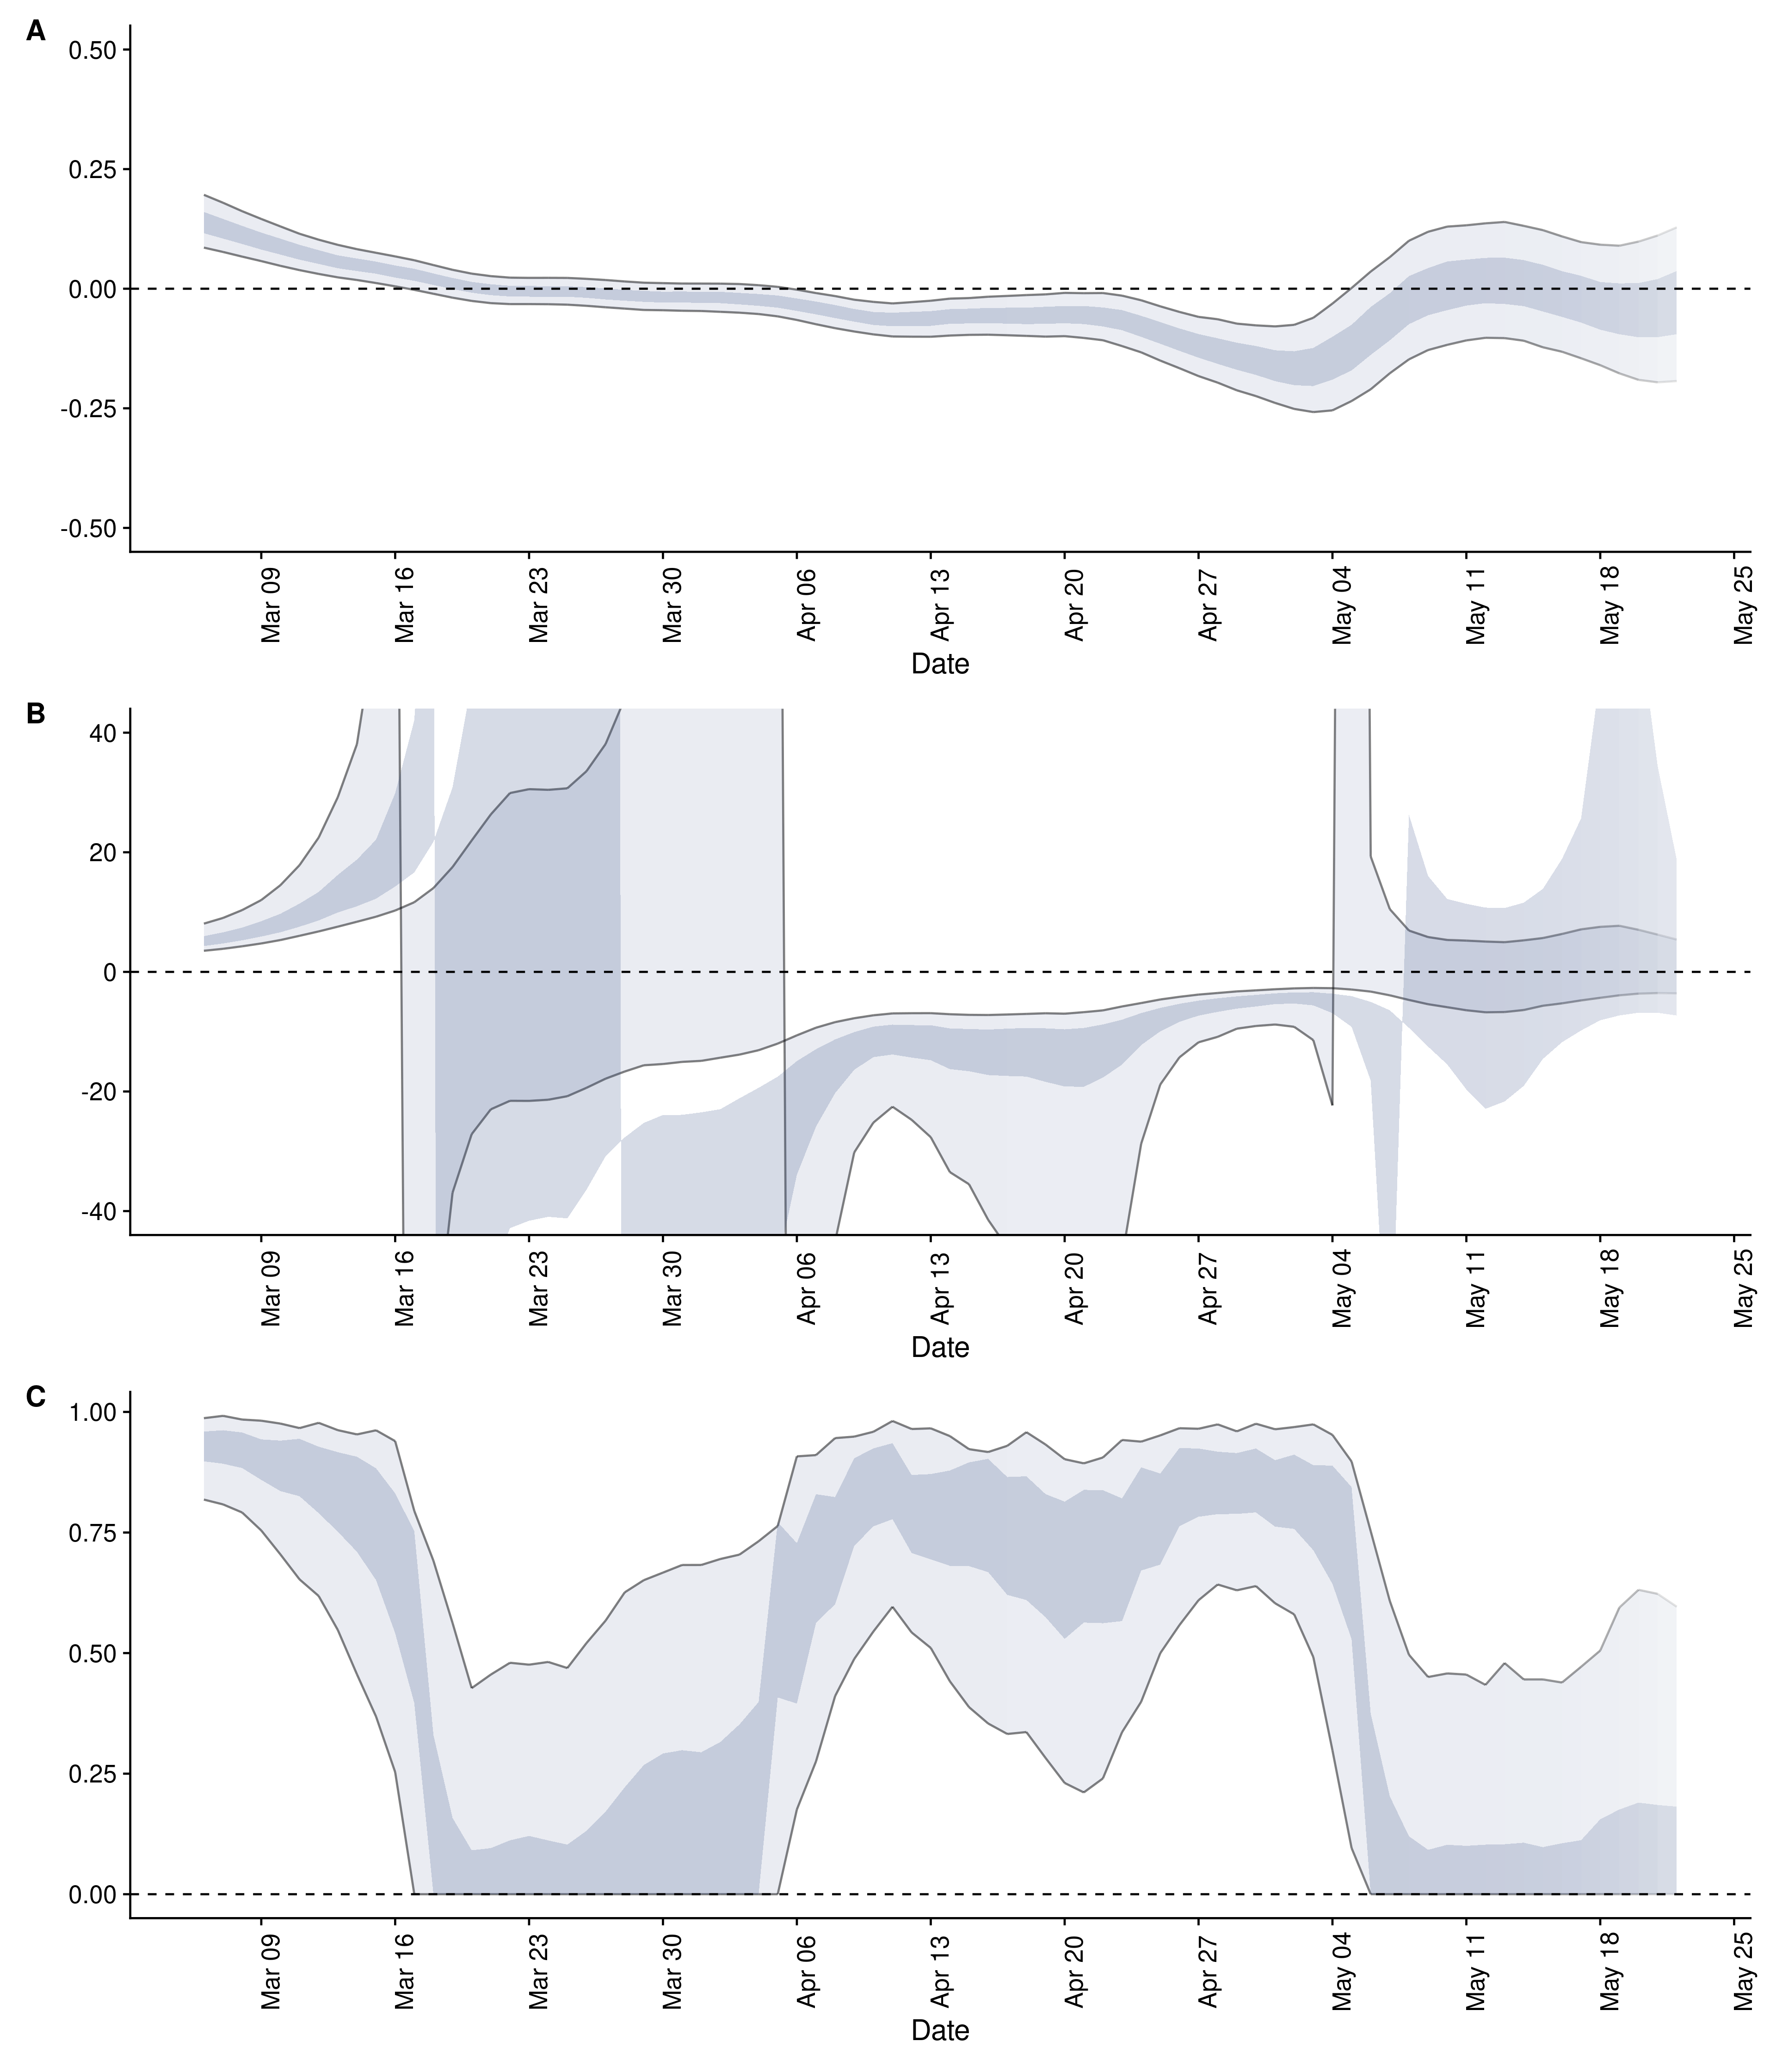 A
0.50
0.25
0.00
-0.25
-0.50
Mar 09
Mar 16
Mar 23
Mar 30
Apr 06
Apr 13
Apr 20
Apr 27
May 04
May 11
May 18
May 25
Date
B
40
20
0
-20
-40
Mar 09
Mar 16
Mar 23
Mar 30
Apr 06
Apr 13
Apr 20
Apr 27
May 04
May 11
May 18
May 25
Date
C
1.00
0.75
0.50
0.25
0.00
Mar 09
Mar 16
Mar 23
Mar 30
Apr 06
Apr 13
Apr 20
Apr 27
May 04
May 11
May 18
May 25
Date